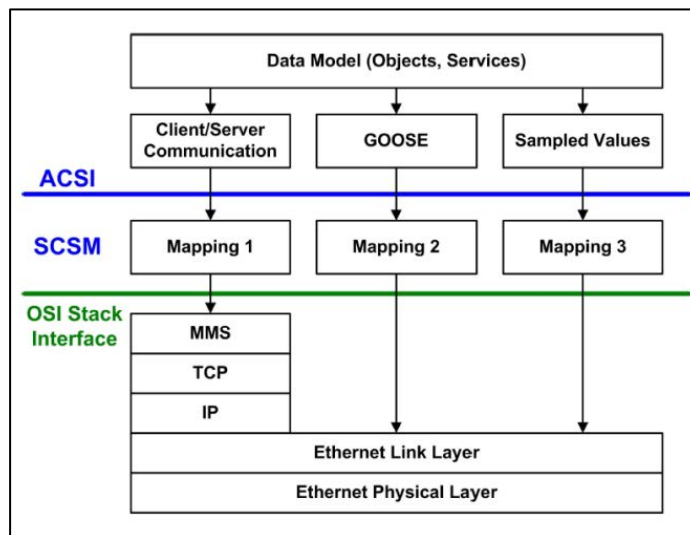 Data Model (Objects, Services)
Client/Server
Communication
GOOSE
Sampled Values
ACSI
SCSM
Mapping 1
Mapping 2
Mapping 3
OSI Stack
Interface
MMS
TCP
IP
Ethernet Link Layer
Ethernet Physical Layer